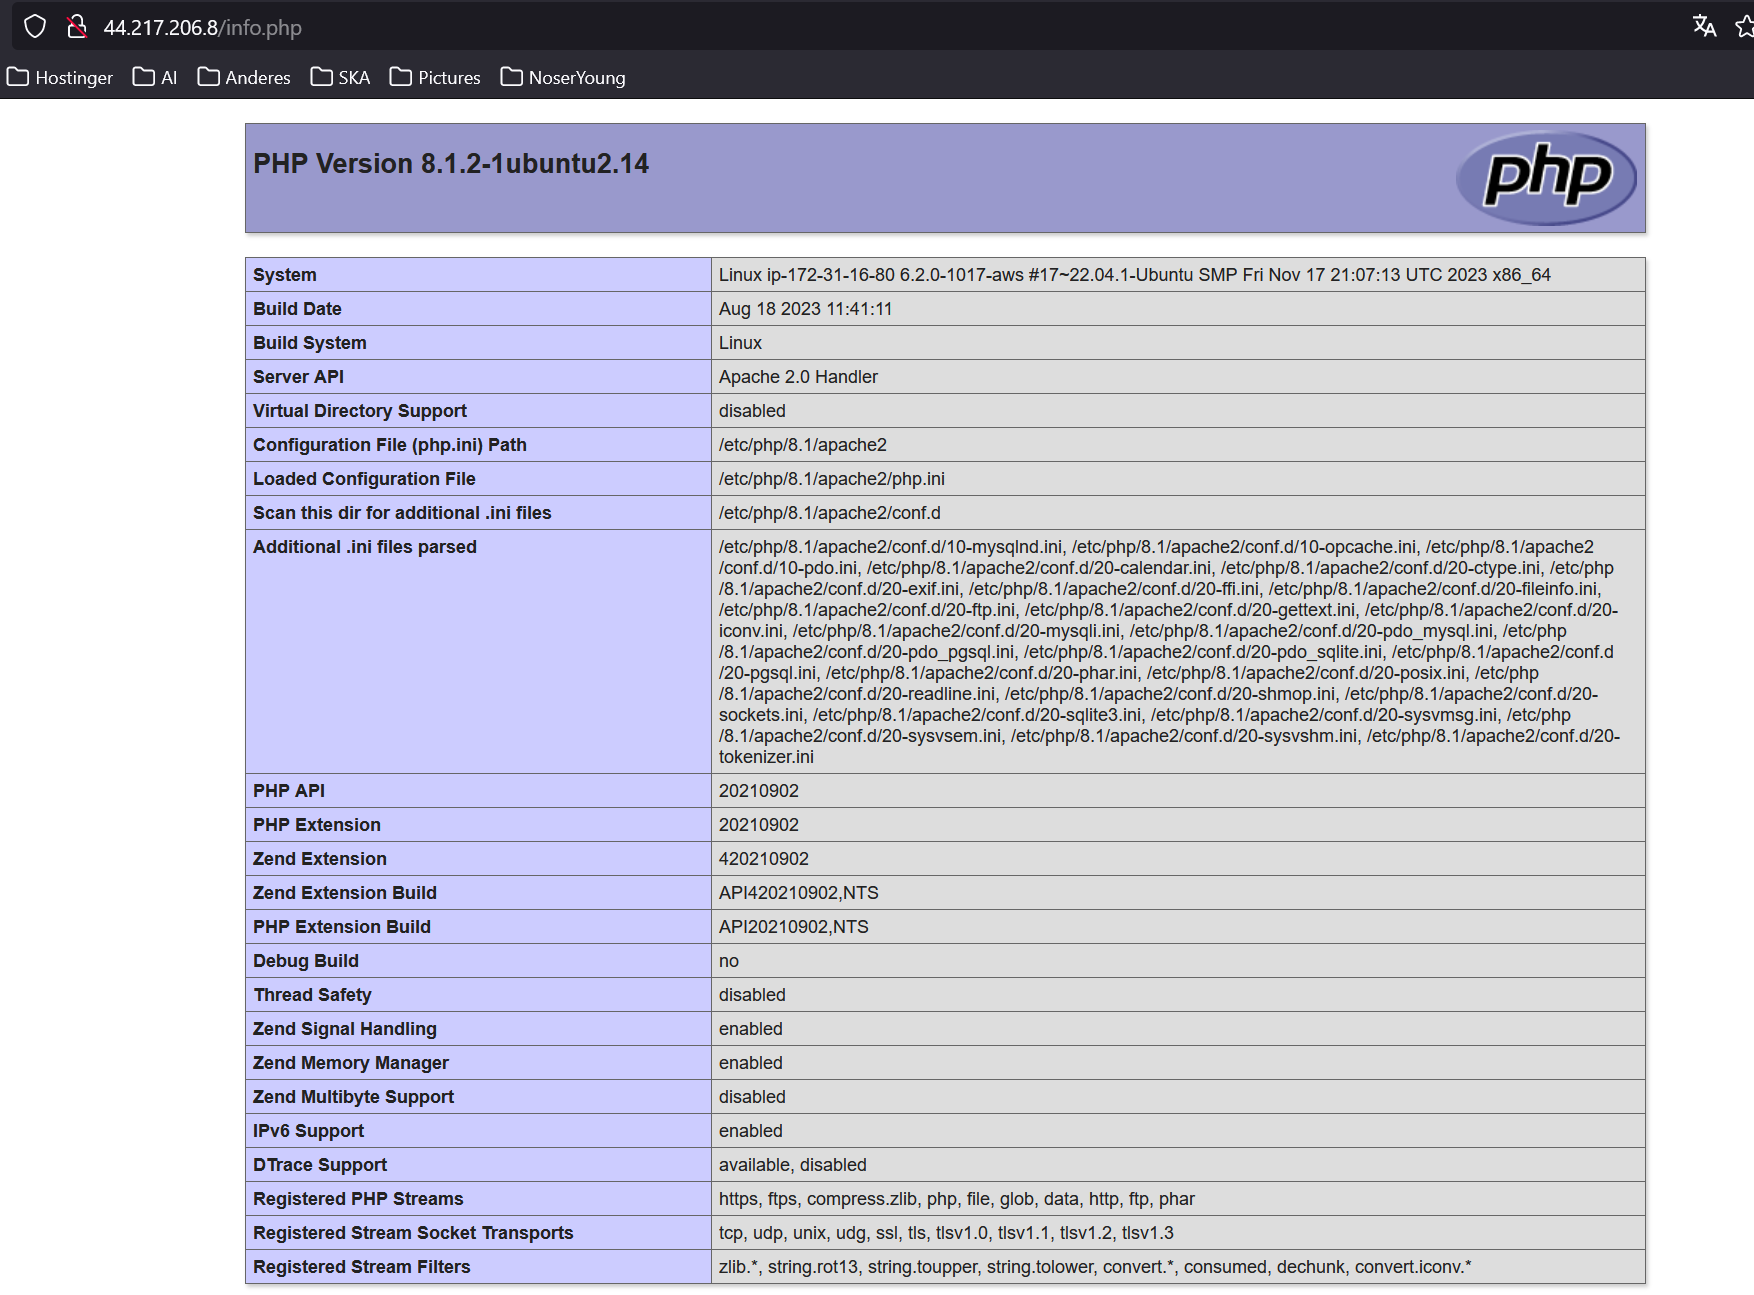 44.217.206.8/info.php
Hostinger AI Anderes SKA Pictures NoserYoung
PHP Version 8.1.2-1ubuntu2.14
php
System Linux ip-172-31-16-80 6.2.0-1017-aws #17~22.04.1-Ubuntu SMP Fri Nov 17 21:07:13 UTC 2023 x86_64
Build Date Aug 18 2023 11:41:11
Build System Linux
Server API Apache 2.0 Handler
Virtual Directory Support disabled
Configuration File (php.ini) Path /etc/php/8.1/apache2
Loaded Configuration File /etc/php/8.1/apache2/php.ini
Scan this dir for additional .ini files /etc/php/8.1/apache2/conf.d
Additional .ini files parsed /etc/php/8.1/apache2/conf.d/10-mysqlnd.ini, /etc/php/8.1/apache2/conf.d/10-opcache.ini, /etc/php/8.1/apache2
/conf.d/10-pdo.ini, /etc/php/8.1/apache2/conf.d/20-calendar.ini, /etc/php/8.1/apache2/conf.d/20-ctype.ini, /etc/php
/8.1/apache2/conf.d/20-exif.ini, /etc/php/8.1/apache2/conf.d/20-ffi.ini, /etc/php/8.1/apache2/conf.d/20-fileinfo.ini,
/etc/php/8.1/apache2/conf.d/20-ftp.ini, /etc/php/8.1/apache2/conf.d/20-gettext.ini, /etc/php/8.1/apache2/conf.d/20-
iconv.ini, /etc/php/8.1/apache2/conf.d/20-mysqli.ini, /etc/php/8.1/apache2/conf.d/20-pdo_mysql.ini, /etc/php
/8.1/apache2/conf.d/20-pdo_pgsql.ini, /etc/php/8.1/apache2/conf.d/20-pdo_sqlite.ini, /etc/php/8.1/apache2/conf.d
/20-pgsql.ini, /etc/php/8.1/apache2/conf.d/20-phar.ini, /etc/php/8.1/apache2/conf.d/20-posix.ini, /etc/php
/8.1/apache2/conf.d/20-readline.ini, /etc/php/8.1/apache2/conf.d/20-shmop.ini, /etc/php/8.1/apache2/conf.d/20-
sockets.ini, /etc/php/8.1/apache2/conf.d/20-sqlite3.ini, /etc/php/8.1/apache2/conf.d/20-sysvmsg.ini, /etc/php
/8.1/apache2/conf.d/20-sysvsem.ini, /etc/php/8.1/apache2/conf.d/20-sysvshm.ini, /etc/php/8.1/apache2/conf.d/20-
tokenizer.ini
PHP API 20210902
PHP Extension 20210902
Zend Extension 420210902
Zend Extension Build API420210902,NTS
PHP Extension Build API20210902,NTS
Debug Build no
Thread Safety disabled
Zend Signal Handling enabled
Zend Memory Manager enabled
Zend Multibyte Support disabled
IPv6 Support enabled
DTrace Support available, disabled
Registered PHP Streams https, ftps, compress.zlib, php, file, glob, data, http, ftp, phar
Registered Stream Socket Transports tcp, udp, unix, udg, ssl, tls, tlsv1.0, tlsv1.1, tlsv1.2, tlsv1.3
Registered Stream Filters zlib.*, string.rot13, string.toupper, string.tolower, convert.*, consumed, dechunk, convert.iconv.*